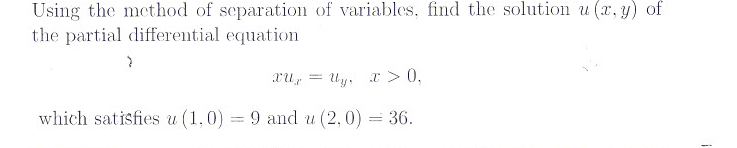 Using the method of separation of variables, find the solution u (x, y) of
the partial differential equation
xuₓ = u_y, x > 0,
which satisfies u (1, 0) = 9 and u (2, 0) = 36.